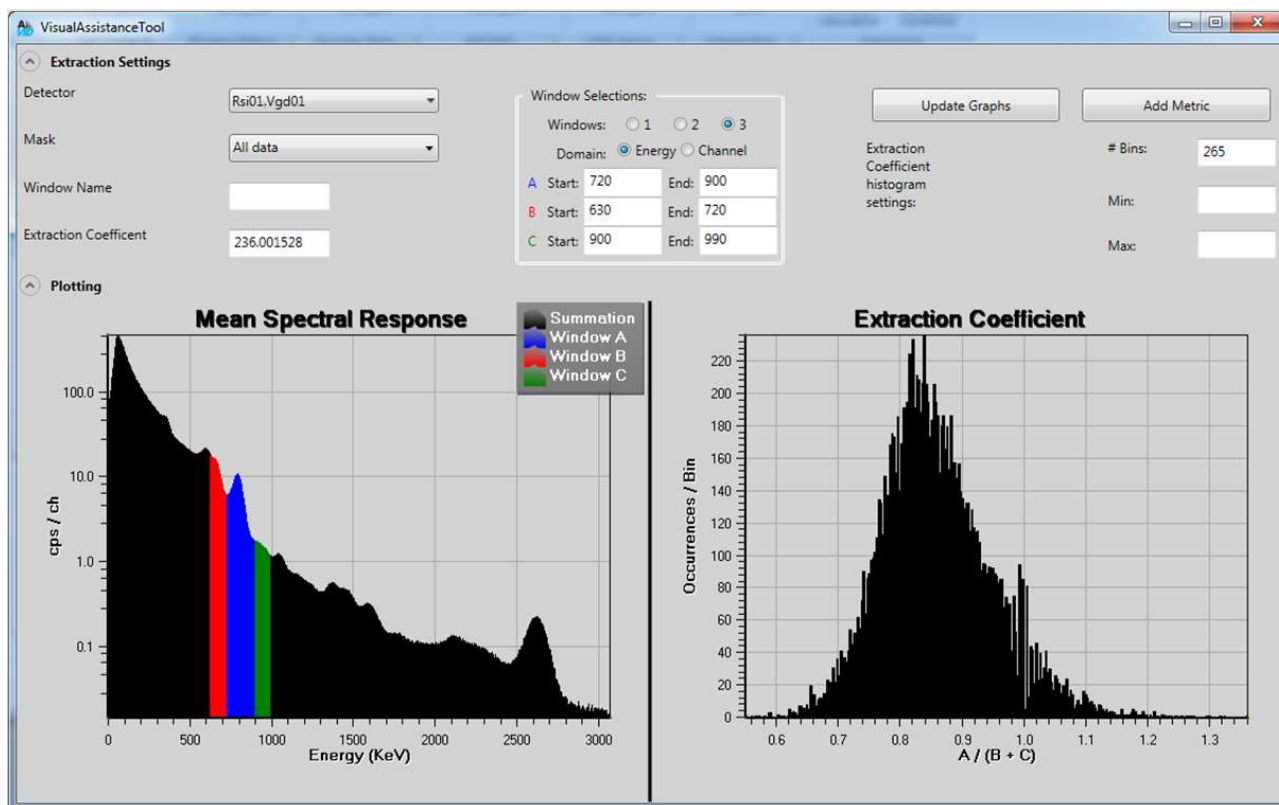 VisualAssistanceTool
Extraction Settings
Detector
Rsi01.Vgd01
Mask
All data
Window Name
Extraction Coefficent
236.001528
Window Selections:
Windows: 1 2 3
Domain: Energy Channel
A Start: 720 End: 900
B Start: 630 End: 720
C Start: 900 End: 990
Update Graphs
Add Metric
Extraction
Coefficient
histogram
settings:
# Bins: 265
Min:
Max:
Plotting
Mean Spectral Response
Summation
Window A
Window B
Window C
cps / ch
100.0
10.0
1.0
0.1
0 500 1000 1500 2000 2500 3000
Energy (KeV)
Extraction Coefficient
Occurrences / Bin
220
200
180
160
140
120
100
80
60
40
20
0
0.6 0.7 0.8 0.9 1.0 1.1 1.2 1.3
A / (B + C)